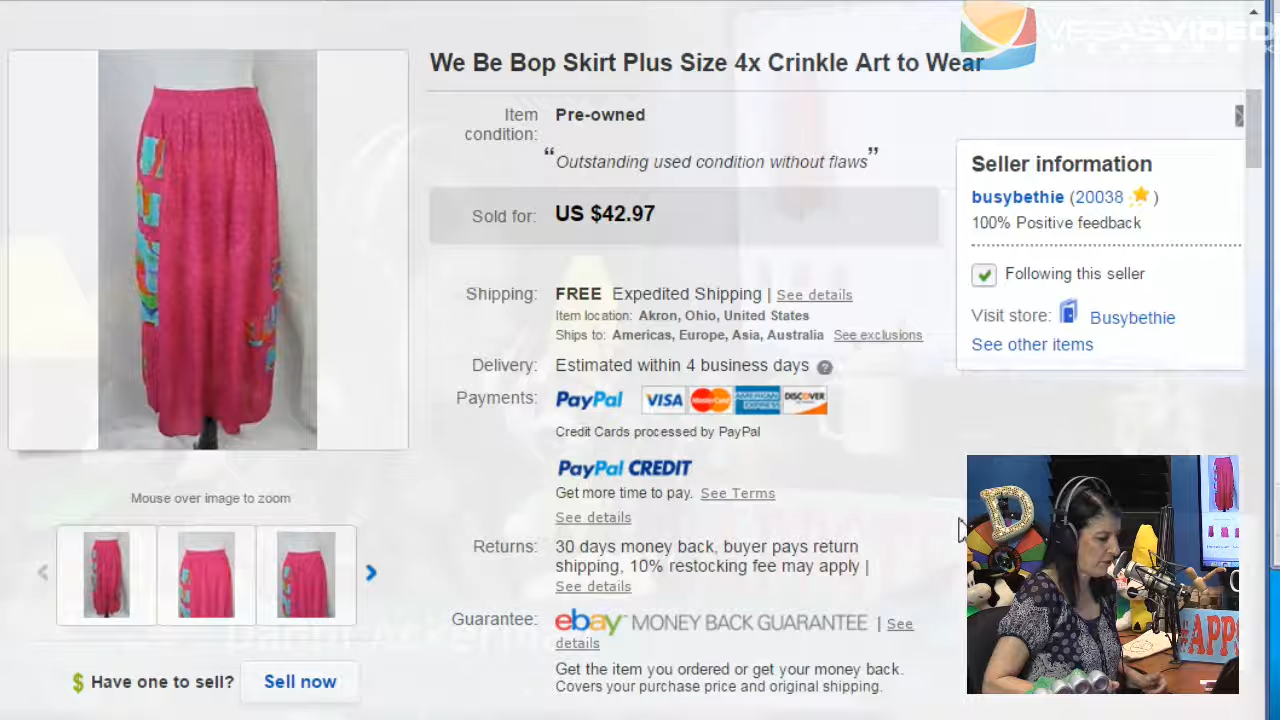 VEGASVIDEO
We Be Bop Skirt Plus Size 4x Crinkle Art to Wear
Item condition: Pre-owned
“Outstanding used condition without flaws”
Sold for: US $42.97
Shipping: FREE Expedited Shipping | See details
Item location: Akron, Ohio, United States
Ships to: Americas, Europe, Asia, Australia See exclusions
Delivery: Estimated within 4 business days ?
Payments: PayPal VISA MasterCard AMERICAN EXPRESS DISCOVER
Credit Cards processed by PayPal
PayPal CREDIT
Get more time to pay. See Terms
See details
Returns: 30 days money back, buyer pays return
shipping, 10% restocking fee may apply |
See details
Guarantee: ebay MONEY BACK GUARANTEE | See
details
Get the item you ordered or get your money back.
Covers your purchase price and original shipping.
Seller information
busybethie (20038 )
100% Positive feedback
Following this seller
Visit store: Busybethie
See other items
Mouse over image to zoom
$ Have one to sell? Sell now
D
#APPS